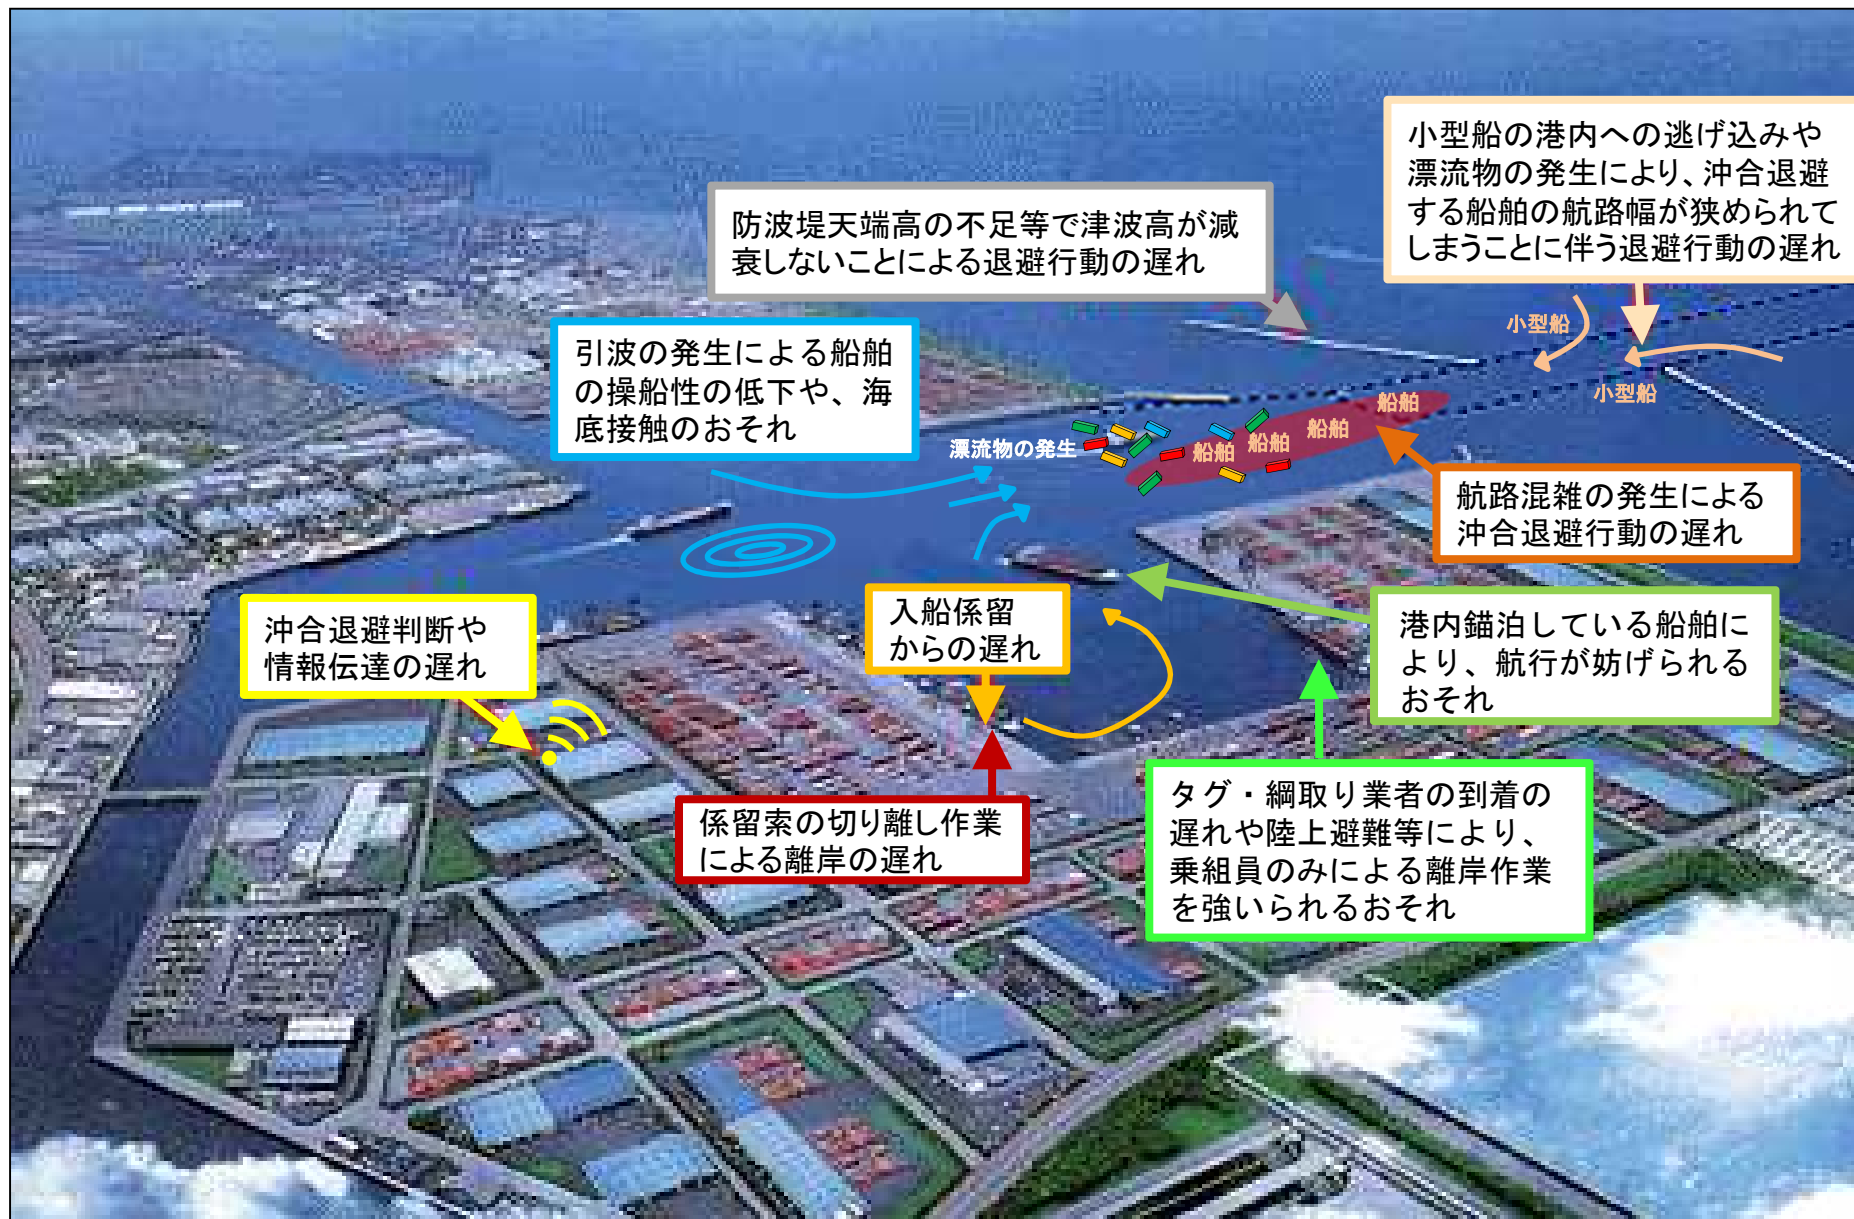 小型船の港内への逃げ込みや
漂流物の発生により、沖合退避
する船舶の航路幅が狭められて
しまうことに伴う退避行動の遅れ
防波堤天端高の不足等で津波高が減
衰しないことによる退避行動の遅れ
小型船
小型船
引波の発生による船舶
の操船性の低下や、海
底接触のおそれ
船舶
船舶
船舶
船舶
漂流物の発生
航路混雑の発生による
沖合退避行動の遅れ
沖合退避判断や
情報伝達の遅れ
入船係留
からの遅れ
港内錨泊している船舶に
より、航行が妨げられる
おそれ
係留索の切り離し作業
による離岸の遅れ
タグ・綱取り業者の到着の
遅れや陸上避難等により、
乗組員のみによる離岸作業
を強いられるおそれ